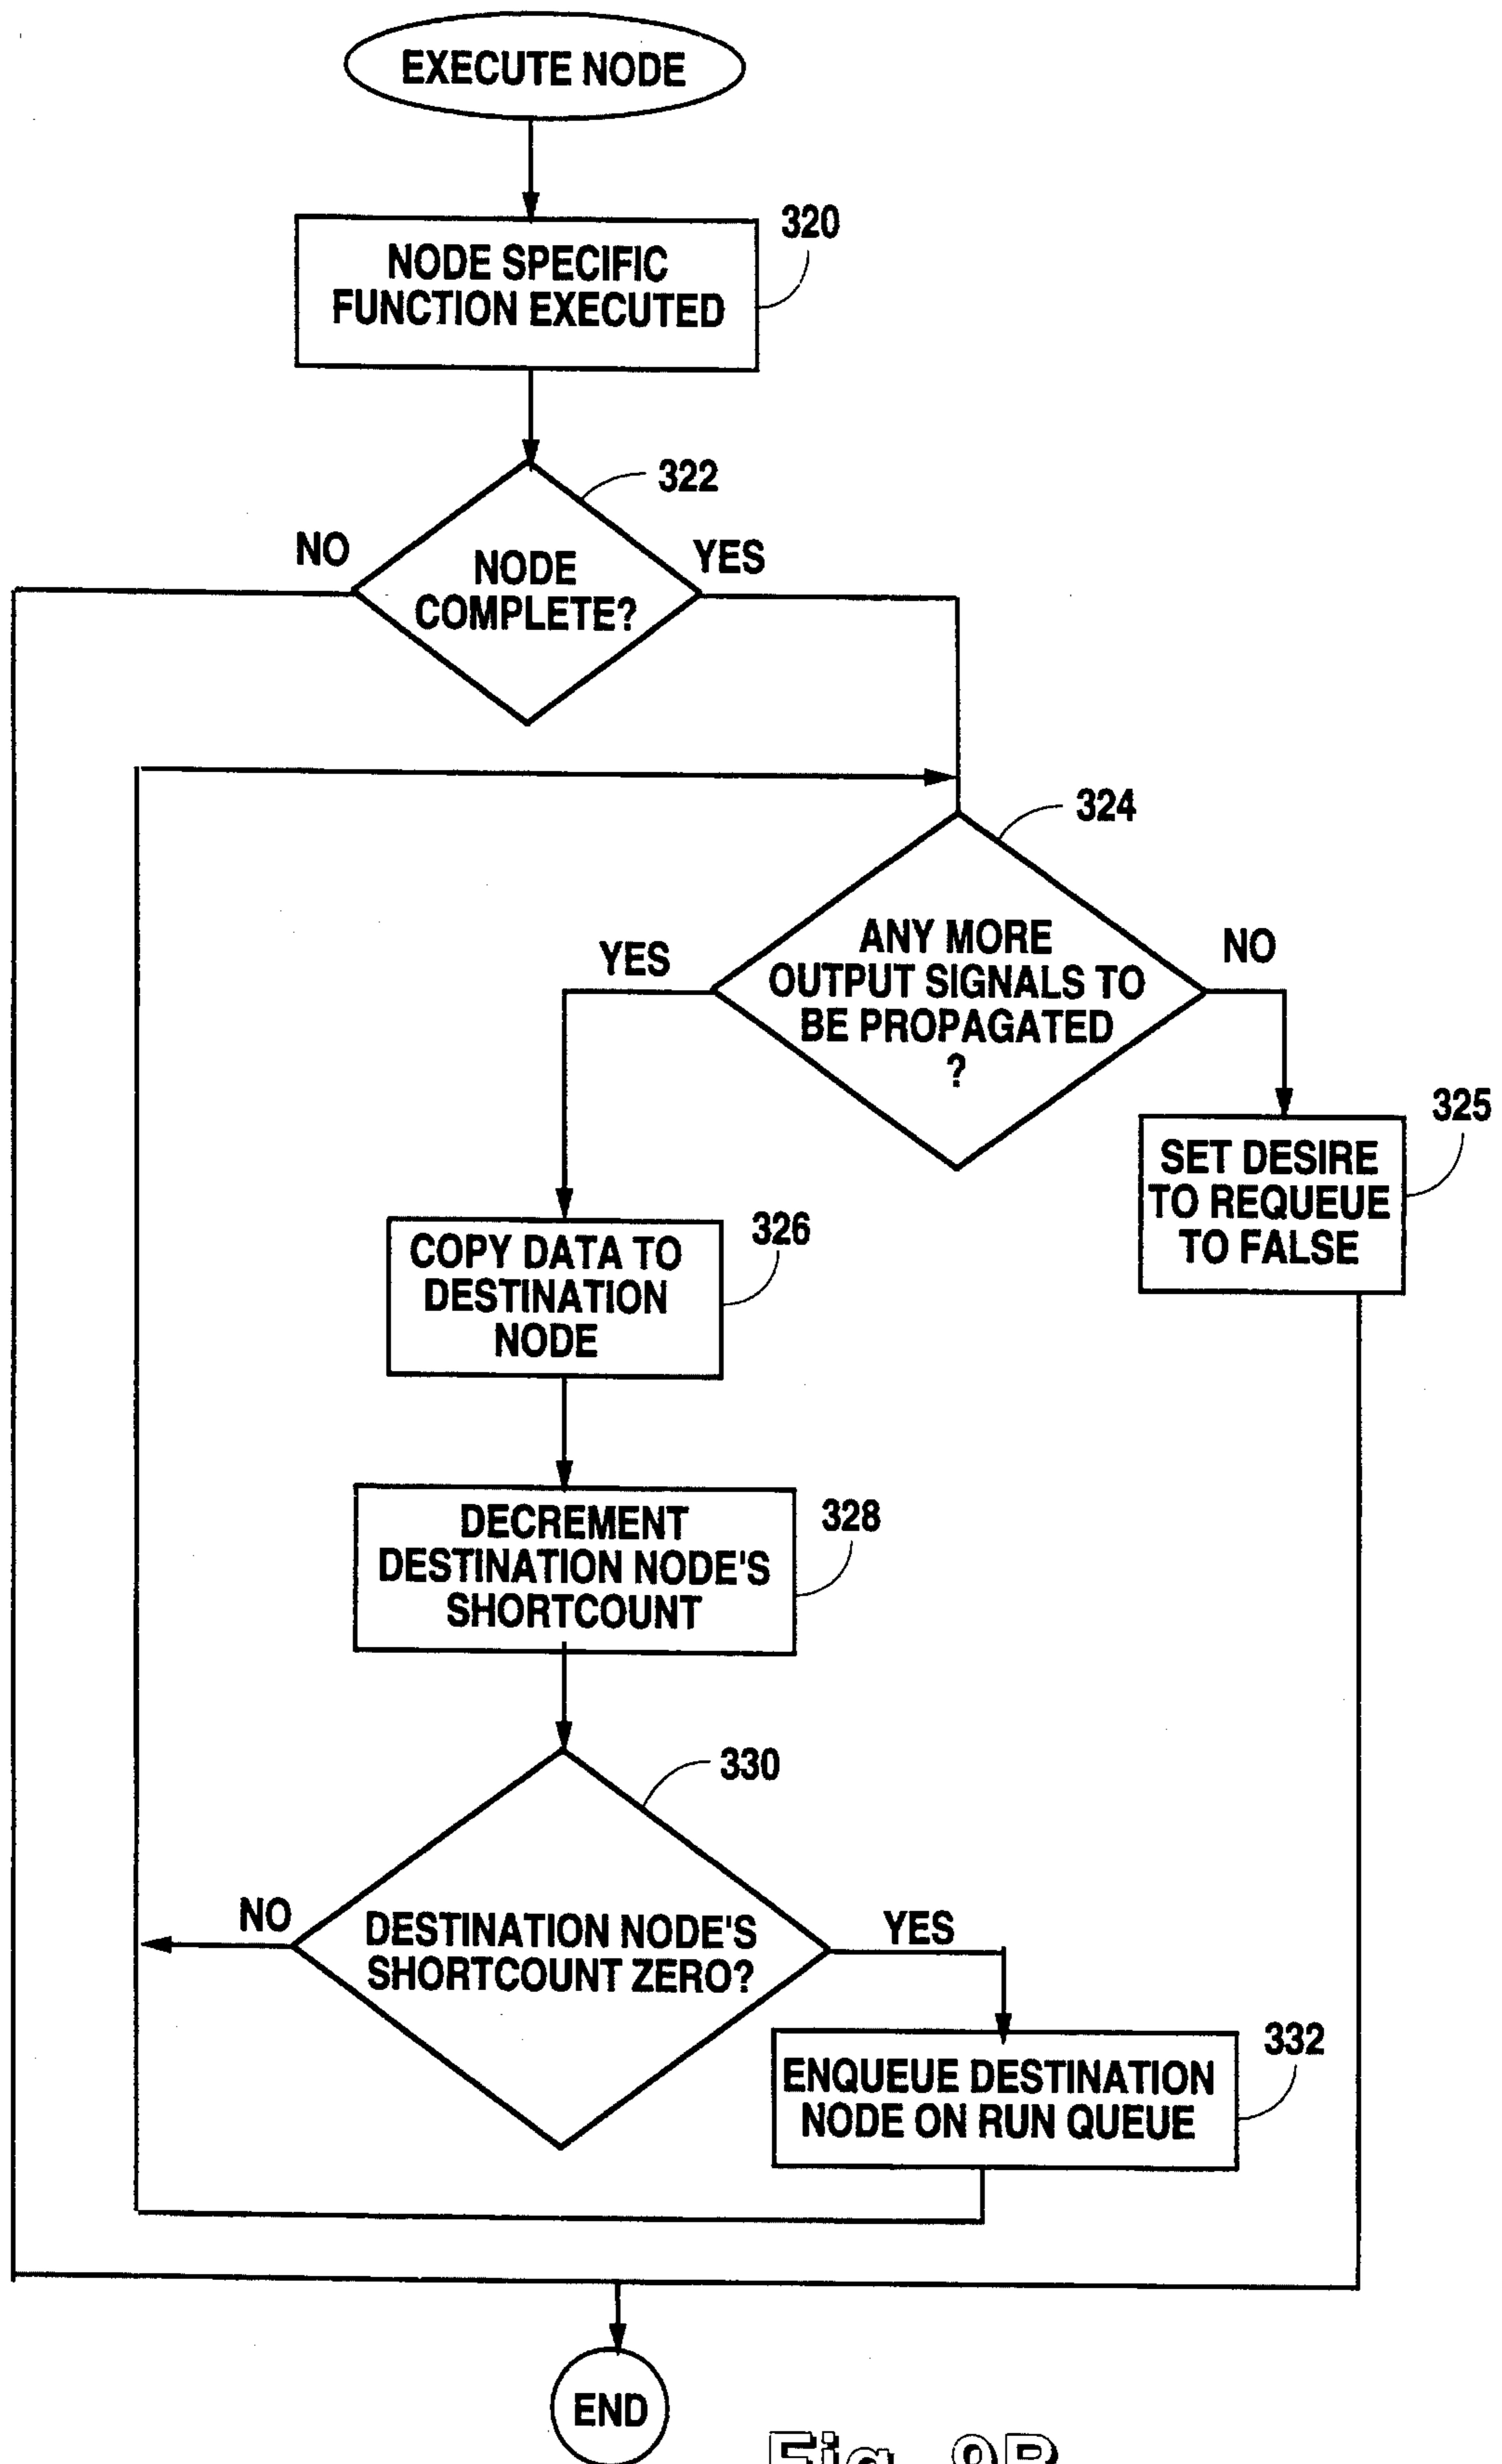 EXECUTE NODE
320
NODE SPECIFIC
FUNCTION EXECUTED
322
NO
YES
NODE
COMPLETE?
324
YES
NO
ANY MORE
OUTPUT SIGNALS TO
BE PROPAGATED
?
325
SET DESIRE
TO REQUEUE
TO FALSE
326
COPY DATA TO
DESTINATION
NODE
328
DECREMENT
DESTINATION NODE'S
SHORTCOUNT
330
NO
YES
DESTINATION NODE'S
SHORTCOUNT ZERO?
332
ENQUEUE DESTINATION
NODE ON RUN QUEUE
END
Fig. 9B